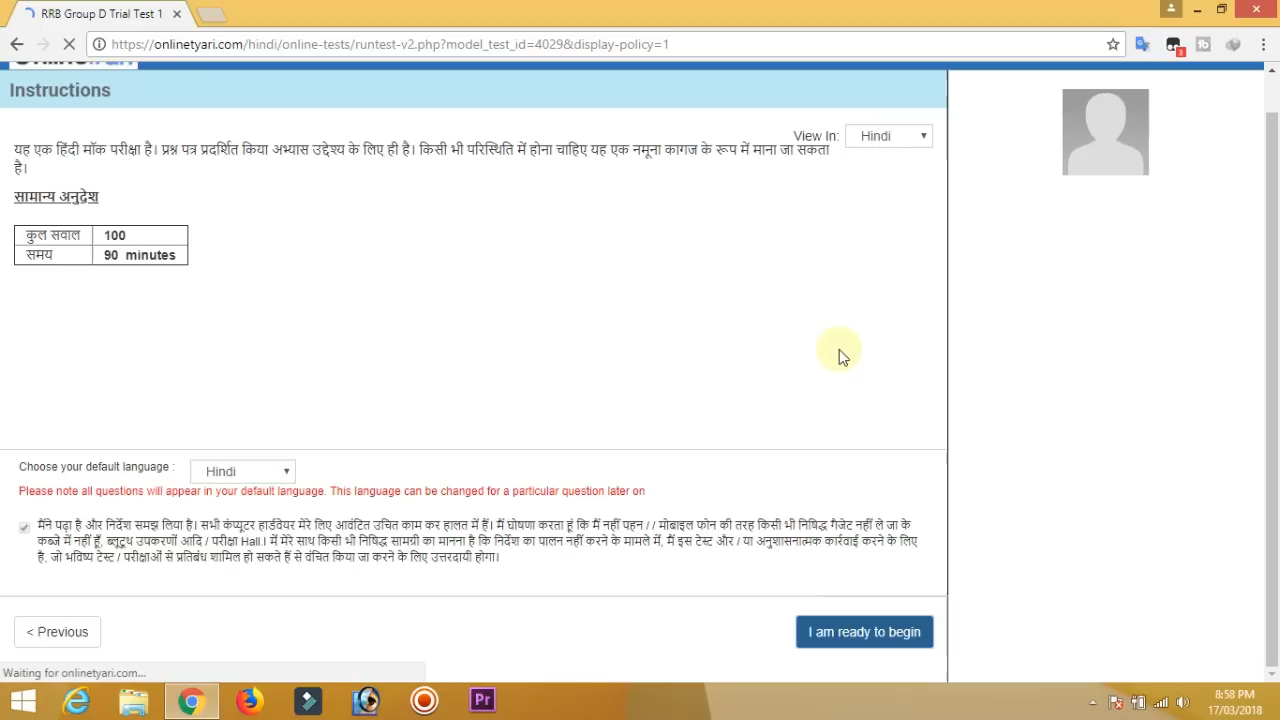 RRB Group D Trial Test 1
https://onlinetyari.com/hindi/online-tests/runtest-v2.php?model_test_id=4029&display-policy=1
3
Instructions
View In: Hindi
यह एक हिंदी मॉक परीक्षा है। प्रश्न पत्र प्रदर्शित किया अभ्यास उद्देश्य के लिए ही है। किसी भी परिस्थिति में होना चाहिए यह एक नमूना कागज के रूप में माना जा सकता
है।
सामान्य अनुदेश
कुल सवाल 100
समय 90 minutes
Choose your default language : Hindi
Please note all questions will appear in your default language. This language can be changed for a particular question later on
मैंने पढ़ा है और निर्देश समझ लिया है। सभी कंप्यूटर हार्डवेयर मेरे लिए आवंटित उचित काम कर हालत में हैं। मैं घोषणा करता हूं कि मैं नहीं पहन / / मोबाइल फोन की तरह किसी भी निषिद्ध गैजेट नहीं ले जा के
कब्जे में नहीं हूँ, ब्लूटूथ उपकरणों आदि / परीक्षा Hall.I में मेरे साथ किसी भी निषिद्ध सामग्री का मानना है कि निर्देश का पालन नहीं करने के मामले में, मैं इस टेस्ट और / या अनुशासनात्मक कार्रवाई करने के लिए
है, जो भविष्य टेस्ट / परीक्षाओं से प्रतिबंध शामिल हो सकते हैं से वंचित किया जा करने के लिए उत्तरदायी होगा।
< Previous
I am ready to begin
Waiting for onlinetyari.com...
Pr
8:58 PM
17/03/2018